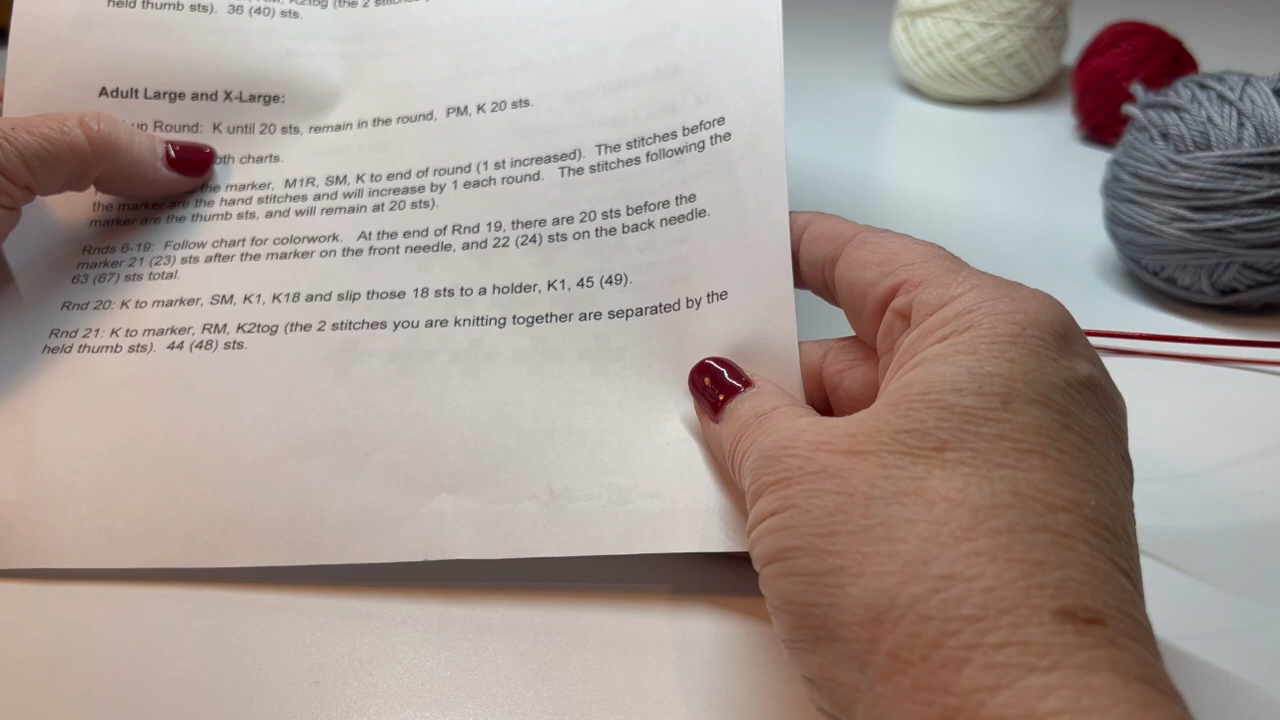 held thumb sts). 36 (40) sts.
Adult Large and X-Large:
up Round: K until 20 sts, remain in the round, PM, K 20 sts.
charts.
the marker, M1R, SM, K to end of round (1 st increased). The stitches before
the marker are the hand stitches and will increase by 1 each round. The stitches following the
marker are the thumb sts, and will remain at 20 sts).
Rnds 6-19: Follow chart for colorwork. At the end of Rnd 19, there are 20 sts before the
marker 21 (23) sts after the marker on the front needle, and 22 (24) sts on the back needle.
63 (67) sts total.
Rnd 20: K to marker, SM, K1, K18 and slip those 18 sts to a holder, K1, 45 (49).
Rnd 21: K to marker, RM, K2tog (the 2 stitches you are knitting together are separated by the
held thumb sts). 44 (48) sts.